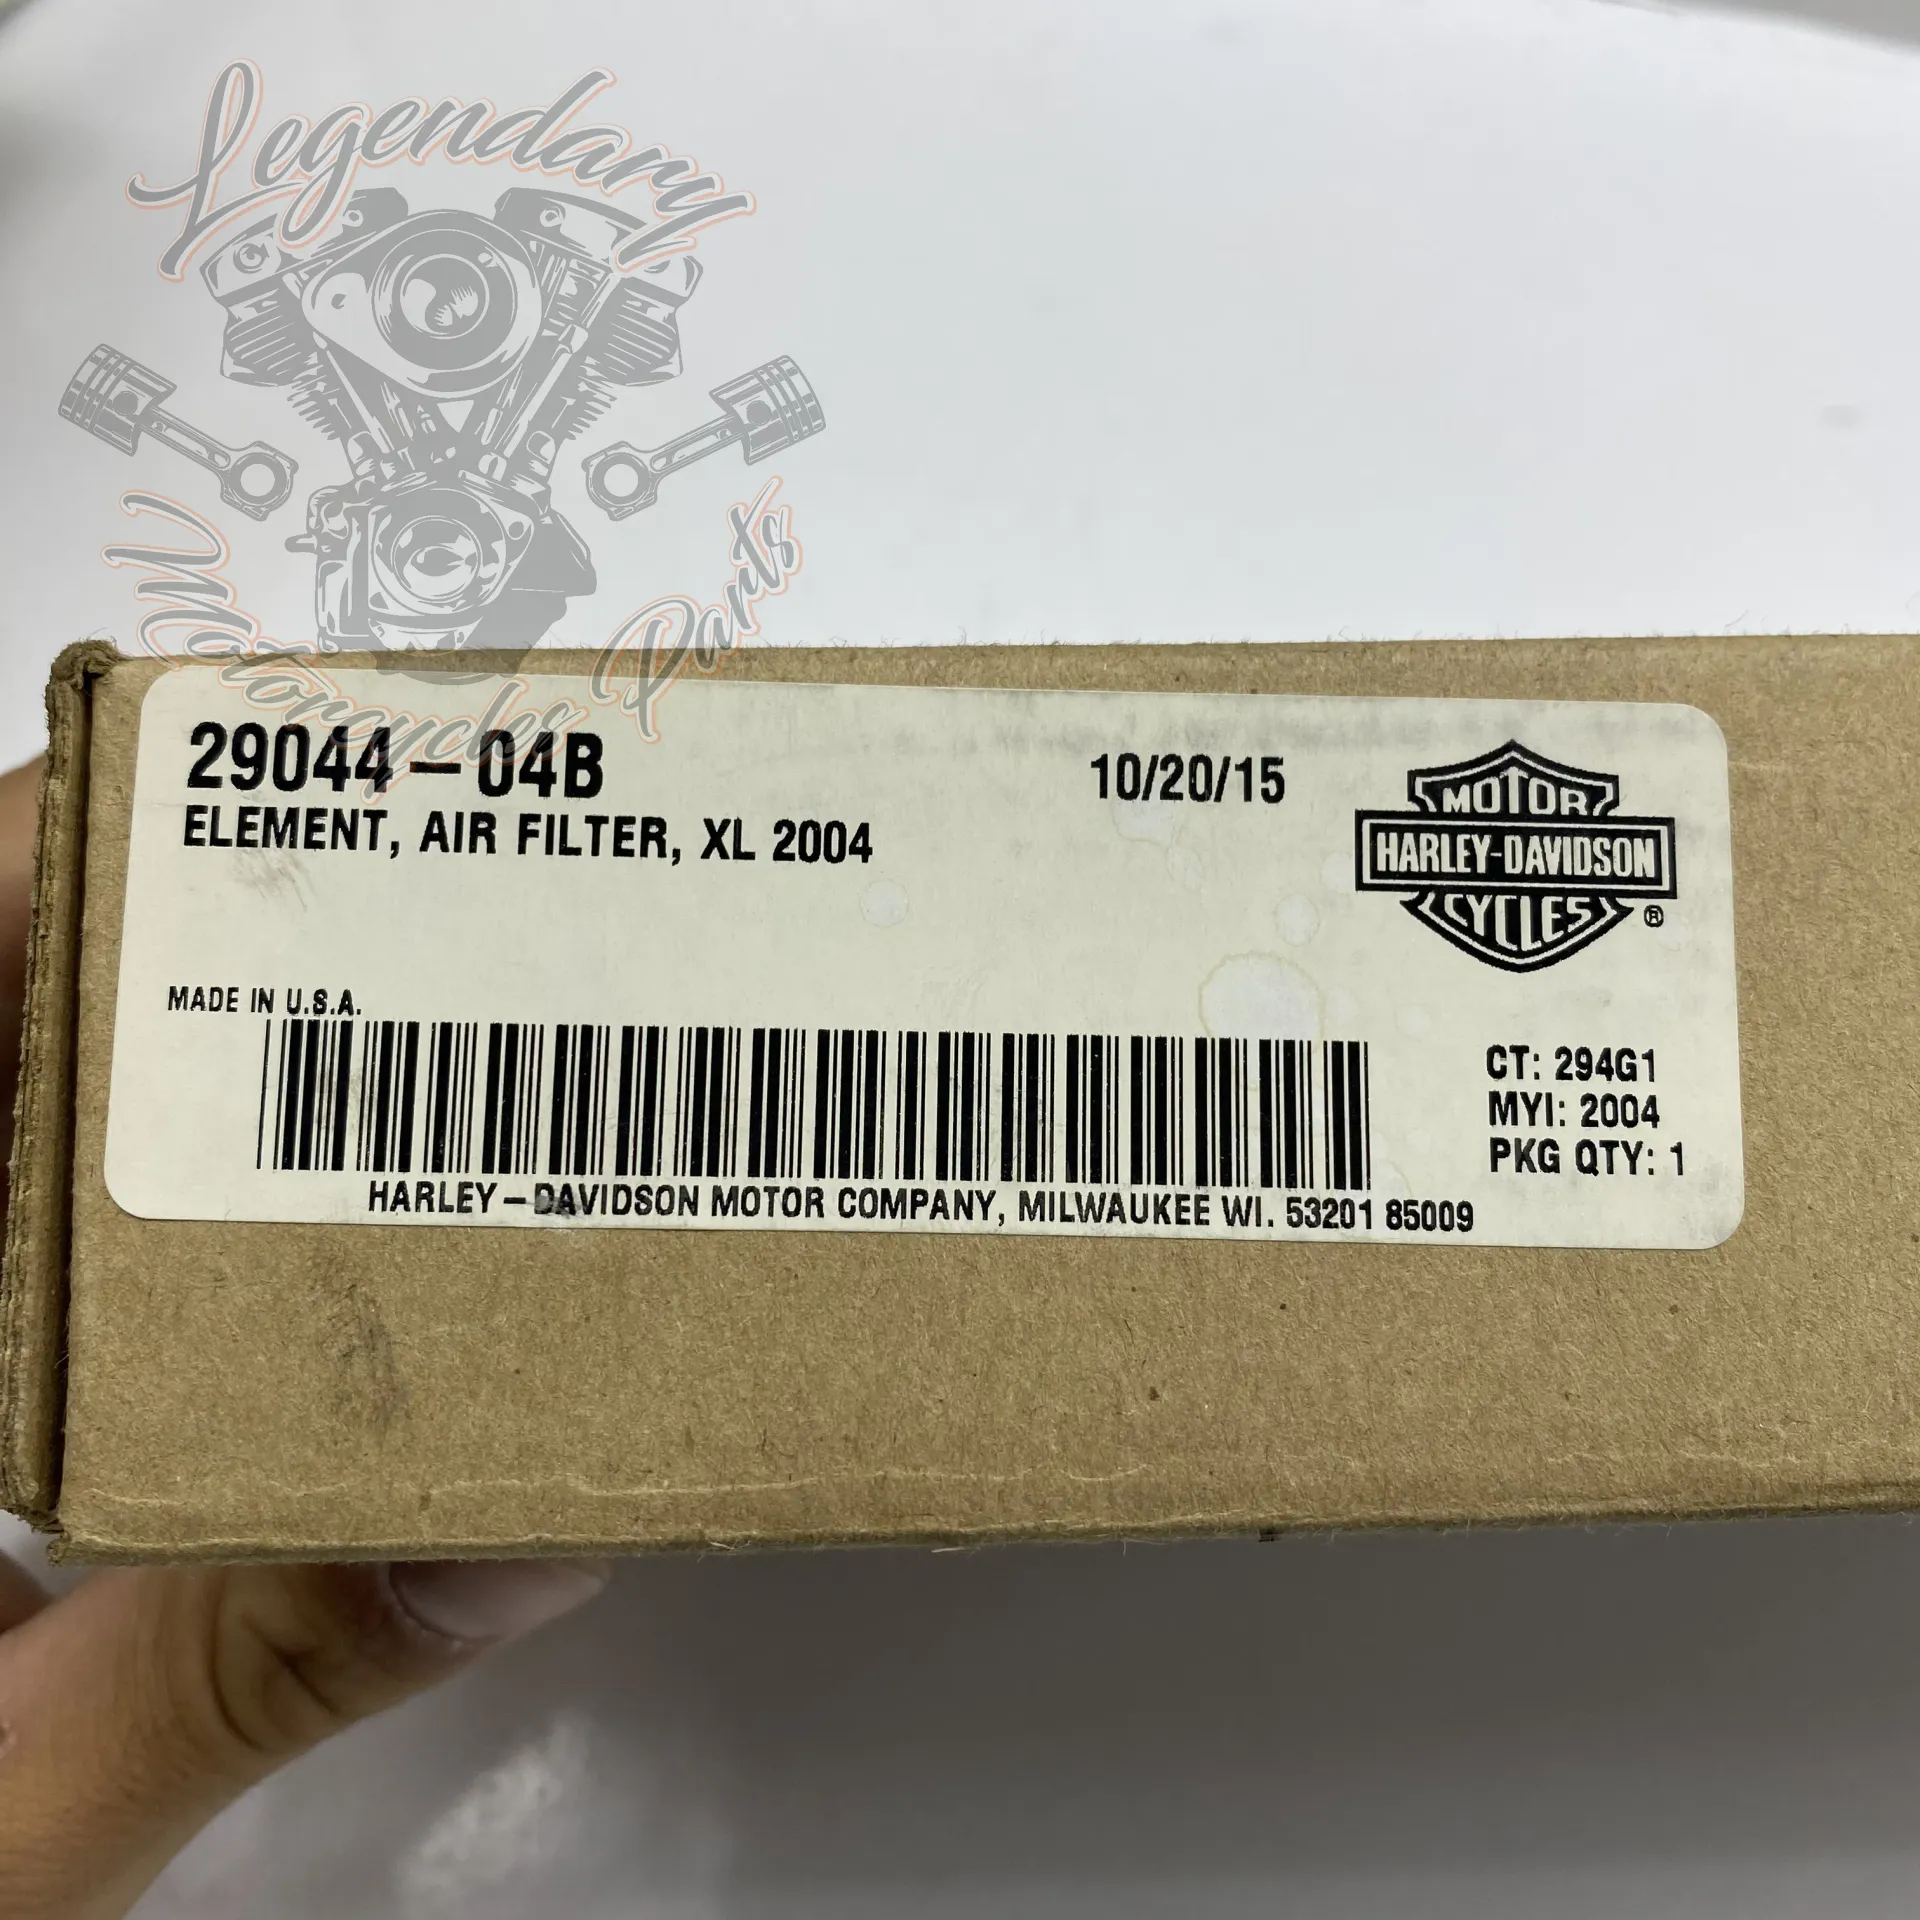 Legendary
Motorcycles Parts
29044-04B
10/20/15
ELEMENT, AIR FILTER, XL 2004
MOTOR
HARLEY-DAVIDSON
CYCLES
®
MADE IN U.S.A.
CT: 294G1
MYI: 2004
PKG QTY: 1
HARLEY-DAVIDSON MOTOR COMPANY, MILWAUKEE WI. 53201 85009